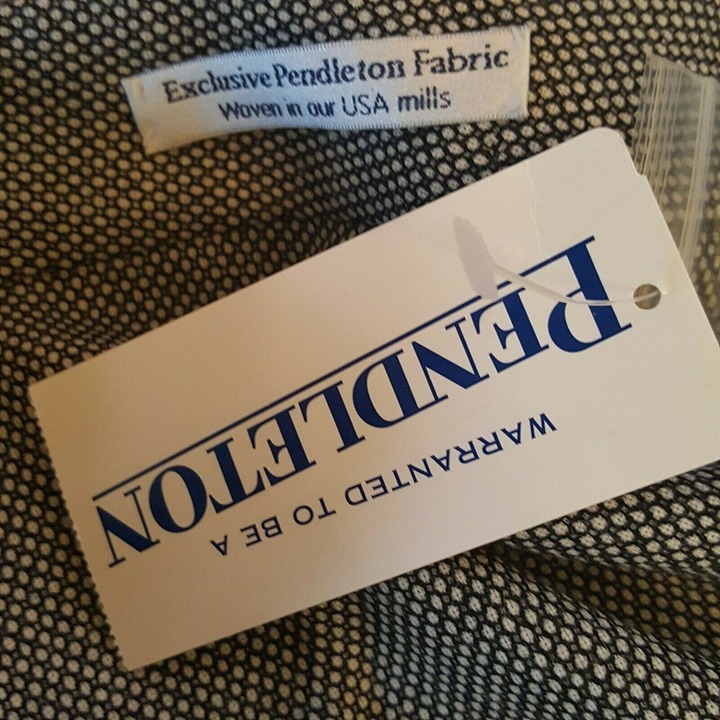 Exclusive Pendleton Fabric
Woven in our USA mills
WARRANTED TO BE A
PENDLETON